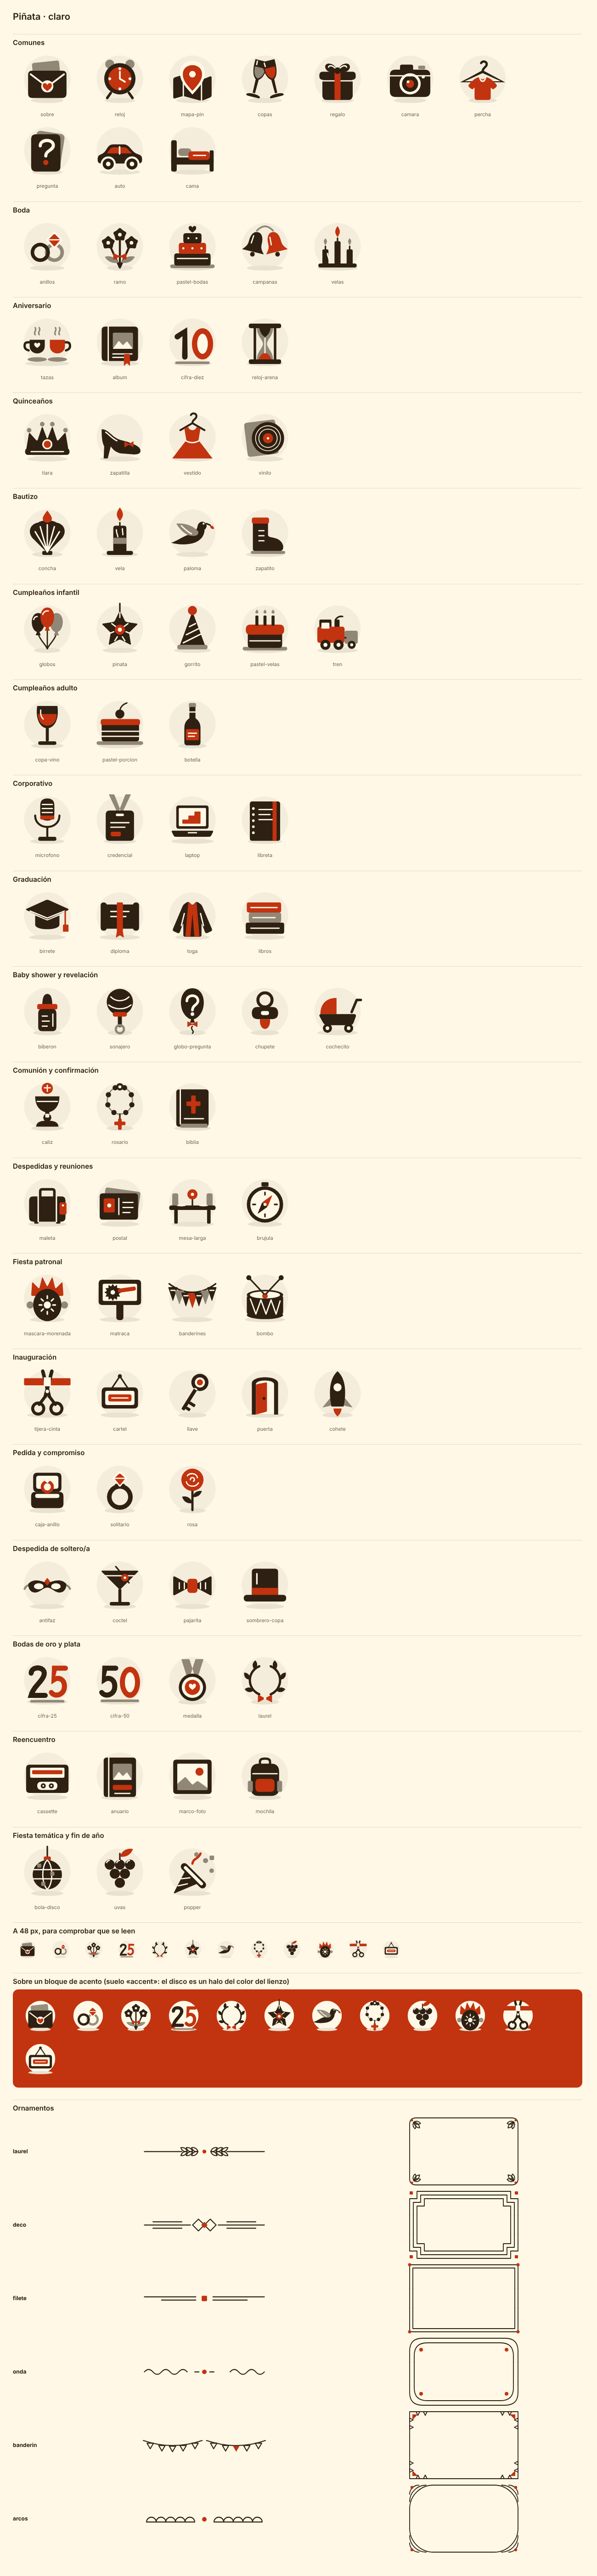 Piñata · claro
Comunes
sobre reloj mapa-pin copas regalo camara percha
pregunta auto cama
Boda
anillos ramo pastel-bodas campanas velas
Aniversario
tazas album cifra-diez reloj-arena
10
Quinceaños
tiara zapatilla vestido vinilo
Bautizo
concha vela paloma zapatito
Cumpleaños infantil
globos pinata gorrito pastel-velas tren
Cumpleaños adulto
copa-vino pastel-porcion botella
Corporativo
microfono credencial laptop libreta
Graduación
birrete diploma toga libros
Baby shower y revelación
biberon sonajero globo-pregunta chupete cochecito
Comunión y confirmación
caliz rosario biblia
Despedidas y reuniones
maleta postal mesa-larga brujula
Fiesta patronal
mascara-morenada matraca banderines bombo
Inauguración
tijera-cinta cartel llave puerta cohete
Pedida y compromiso
caja-anillo solitario rosa
Despedida de soltero/a
antifaz coctel pajarita sombrero-copa
Bodas de oro y plata
25 50
cifra-25 cifra-50 medalla laurel
Reencuentro
cassette anuario marco-foto mochila
Fiesta temática y fin de año
bola-disco uvas popper
A 48 px, para comprobar que se leen
25
Sobre un bloque de acento (suelo «accent»: el disco es un halo del color del lienzo)
25
Ornamentos
laurel
deco
filete
onda
banderin
arcos